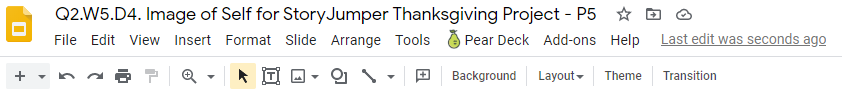 Q2.W5.D4. Image of Self for StoryJumper Thanksgiving Project - P5
File Edit View Insert Format Slide Arrange Tools Pear Deck Add-ons Help Last edit was seconds ago
Background Layout Theme Transition